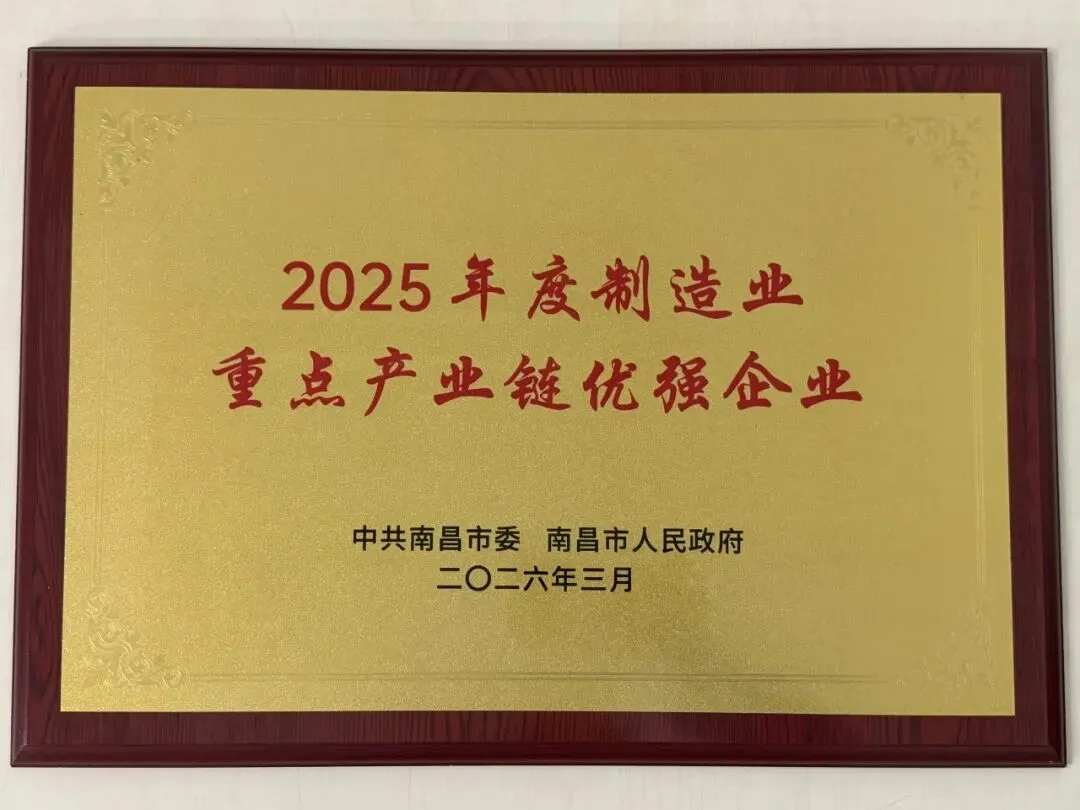 2025年度制造业
重点产业链优强企业
中共南昌市委 南昌市人民政府
二〇二六年三月